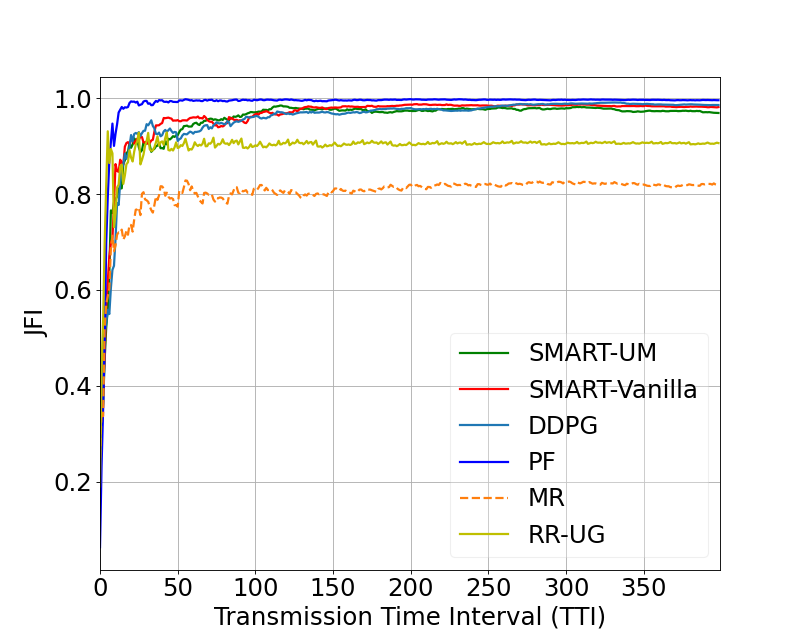 1.0
0.8
0.6
0.4
0.2
JFI
0 50 100 150 200 250 300 350
Transmission Time Interval (TTI)
SMART-UM
SMART-Vanilla
DDPG
PF
MR
RR-UG